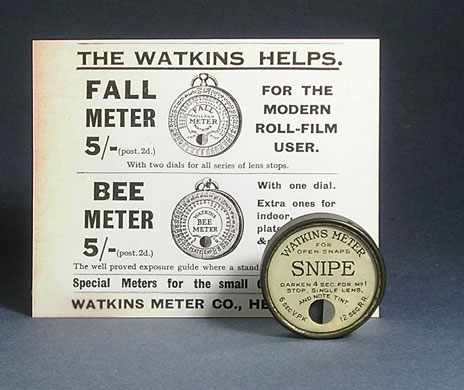 THE WATKINS HELPS.
FALL
METER
5/-(post. 2d.)
FALL
ROLL-FILM
METER
FOR THE
MODERN
ROLL-FILM
USER.
With two dials for all series of lens stops.
BEE
METER
5/-(post. 2d.)
WATKINS
BEE
METER
With one dial.
Extra ones for
indoor,
plat
&
The well proved exposure guide where a stand
Special Meters for the small
WATKINS METER CO., HE
WATKINS METER
FOR
OPEN SNAPS
SNIPE
DARKEN 4 SEC. FOR Nº1
STOP, SINGLE LENS,
AND NOTE TINT
6 SEC. V.P.K. 12 SEC. R.R.